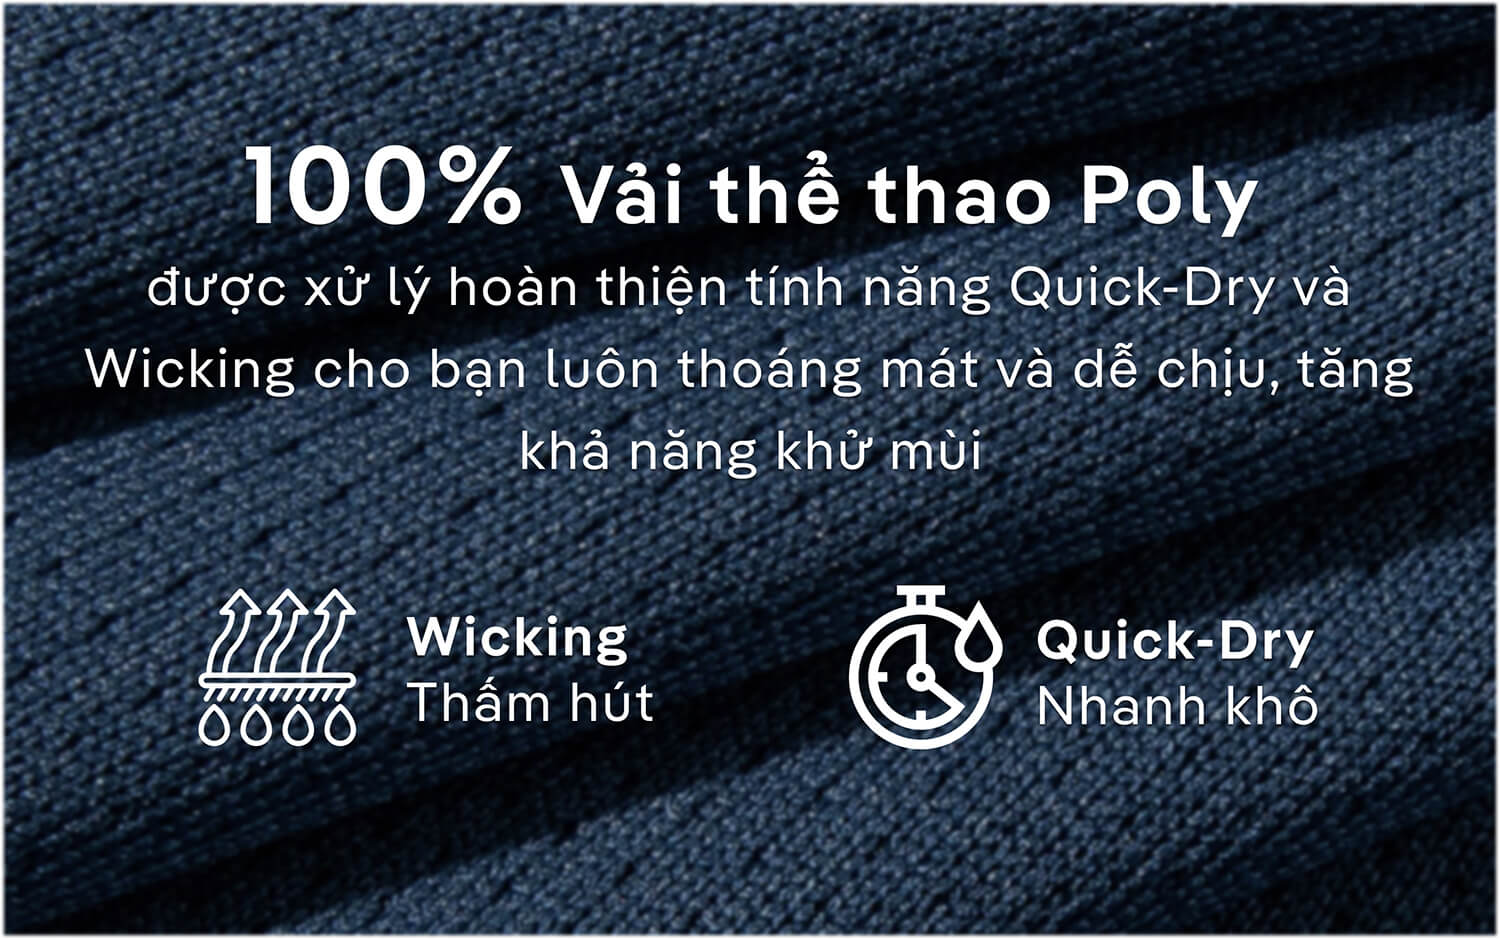 100% Vải thể thao Poly
được xử lý hoàn thiện tính năng Quick-Dry và
Wicking cho bạn luôn thoáng mát và dễ chịu, tăng
khả năng khử mùi
Wicking
Thấm hút
Quick-Dry
Nhanh khô